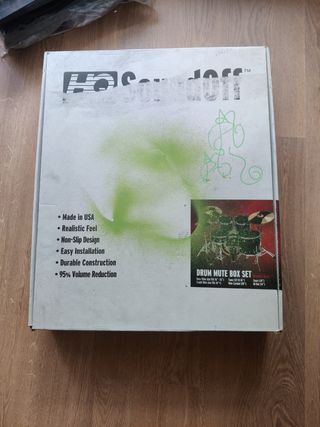 HQ SoundOff™
• Made in USA
• Realistic Feel
• Non-Slip Design
• Easy Installation
• Durable Construction
• 95% Volume Reduction
DRUM MUTE BOX SET